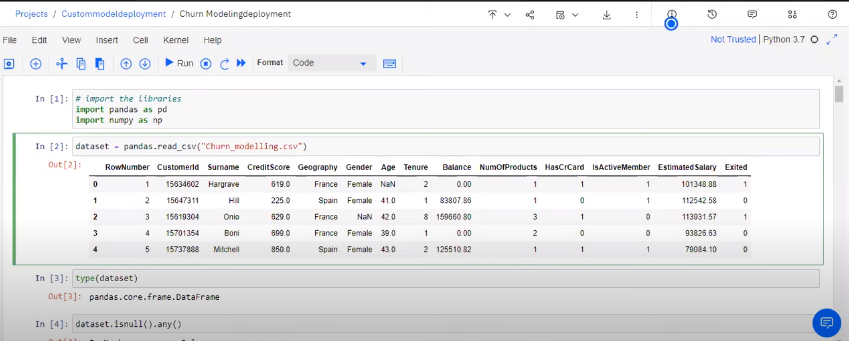 Projects / Custommodeldeployment / Churn Modelingdeployment
File Edit View Insert Cell Kernel Help
Not Trusted | Python 3.7
Run Format Code
In [1]: # import the libraries
import pandas as pd
import numpy as np
In [2]: dataset = pandas.read_csv("Churn_modelling.csv")
Out[2]: RowNumber CustomerId Surname CreditScore Geography Gender Age Tenure Balance NumOfProducts HasCrCard IsActiveMember EstimatedSalary Exited
0 1 15634602 Hargrave 619.0 France Female NaN 2 0.00 1 1 1 101348.88 1
1 2 15647311 Hill 225.0 Spain Female 41.0 1 83807.86 1 0 1 112542.58 0
2 3 15619304 Onio 629.0 France NaN 42.0 8 159660.80 3 1 0 113931.57 1
3 4 15701354 Boni 699.0 France Female 39.0 1 0.00 2 0 0 93826.63 0
4 5 15737888 Mitchell 850.0 Spain Female 43.0 2 125510.82 1 1 1 79084.10 0
In [3]: type(dataset)
Out[3]: pandas.core.frame.DataFrame
In [4]: dataset.isnull().any()